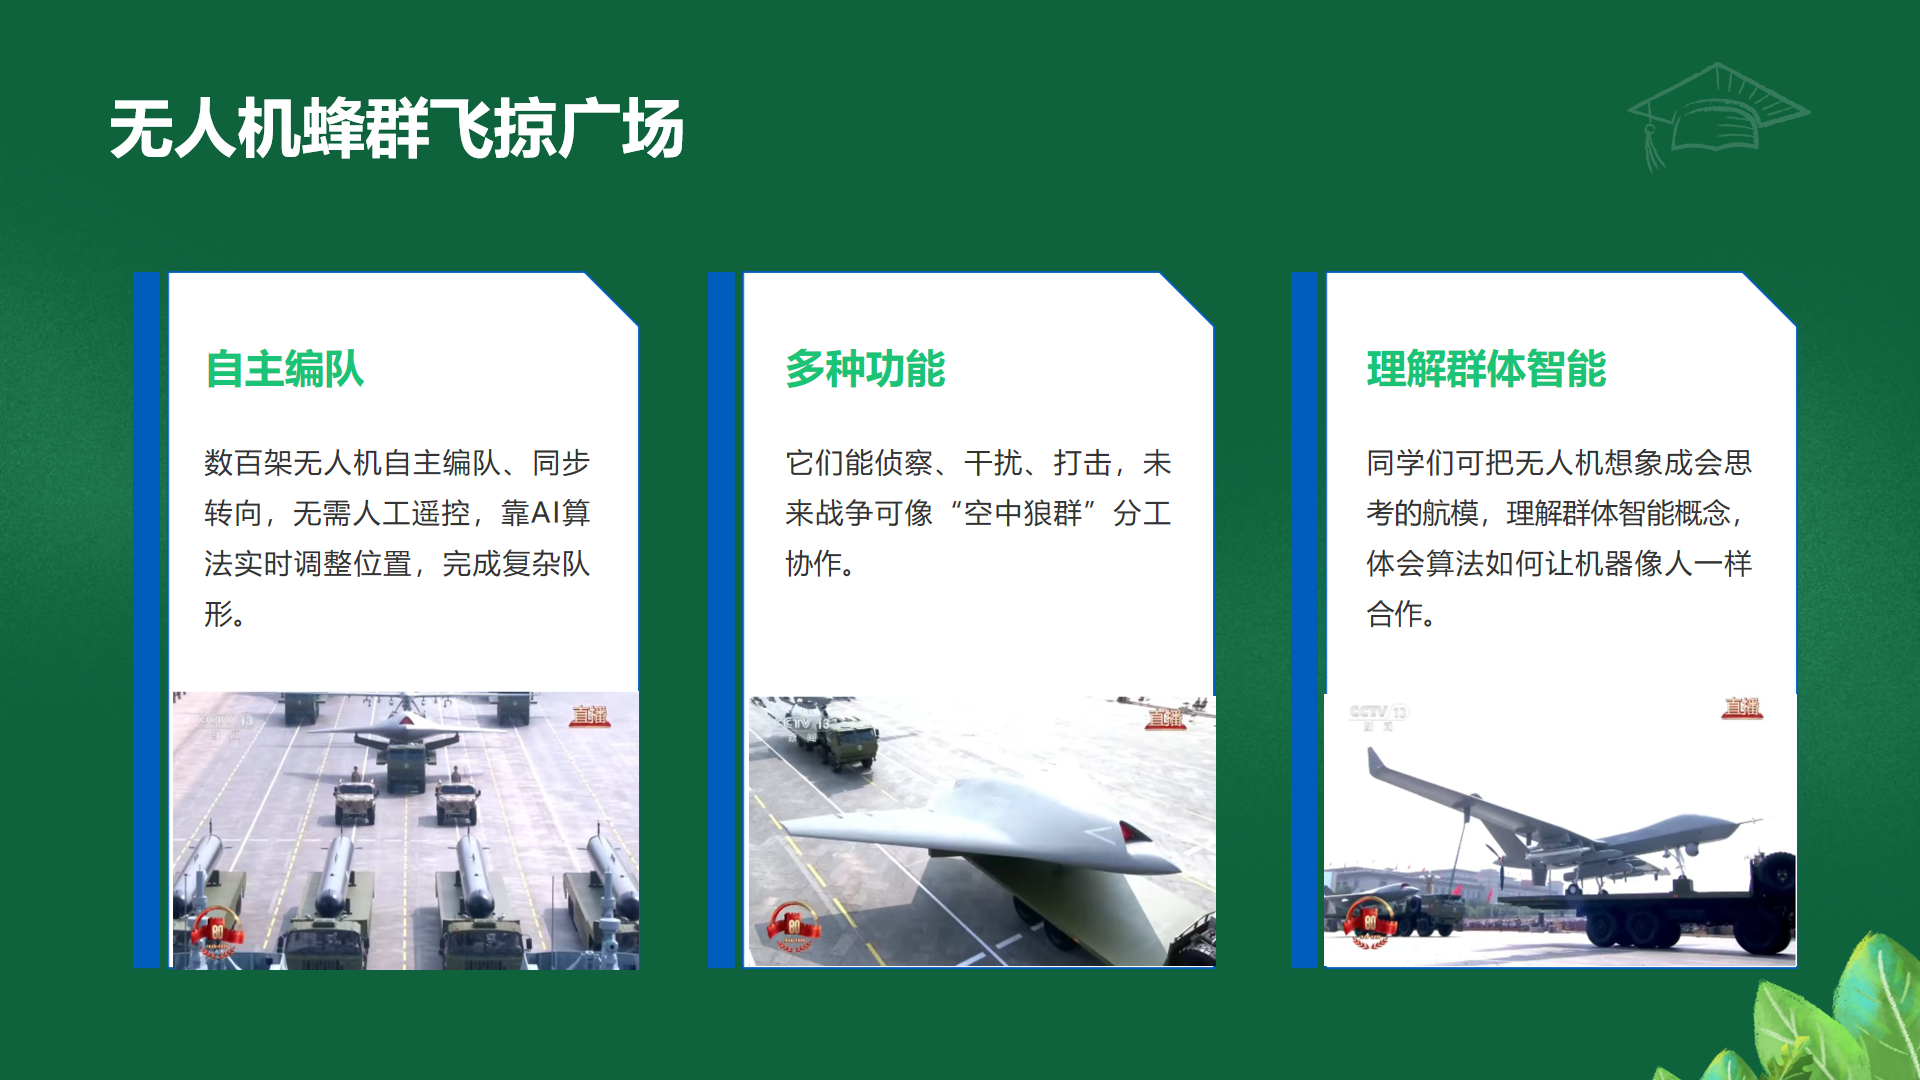 无人机蜂群飞掠广场
自主编队
数百架无人机自主编队、同步
转向，无需人工遥控，靠AI算
法实时调整位置，完成复杂队
形。
多种功能
它们能侦察、干扰、打击，未
来战争可像“空中狼群”分工
协作。
理解群体智能
同学们可把无人机想象成会思
考的航模，理解群体智能概念，
体会算法如何让机器像人一样
合作。
CCTV 13
新闻
直播
80
CCTV 13
新闻
直播
80
CCTV 13
新闻
直播
80